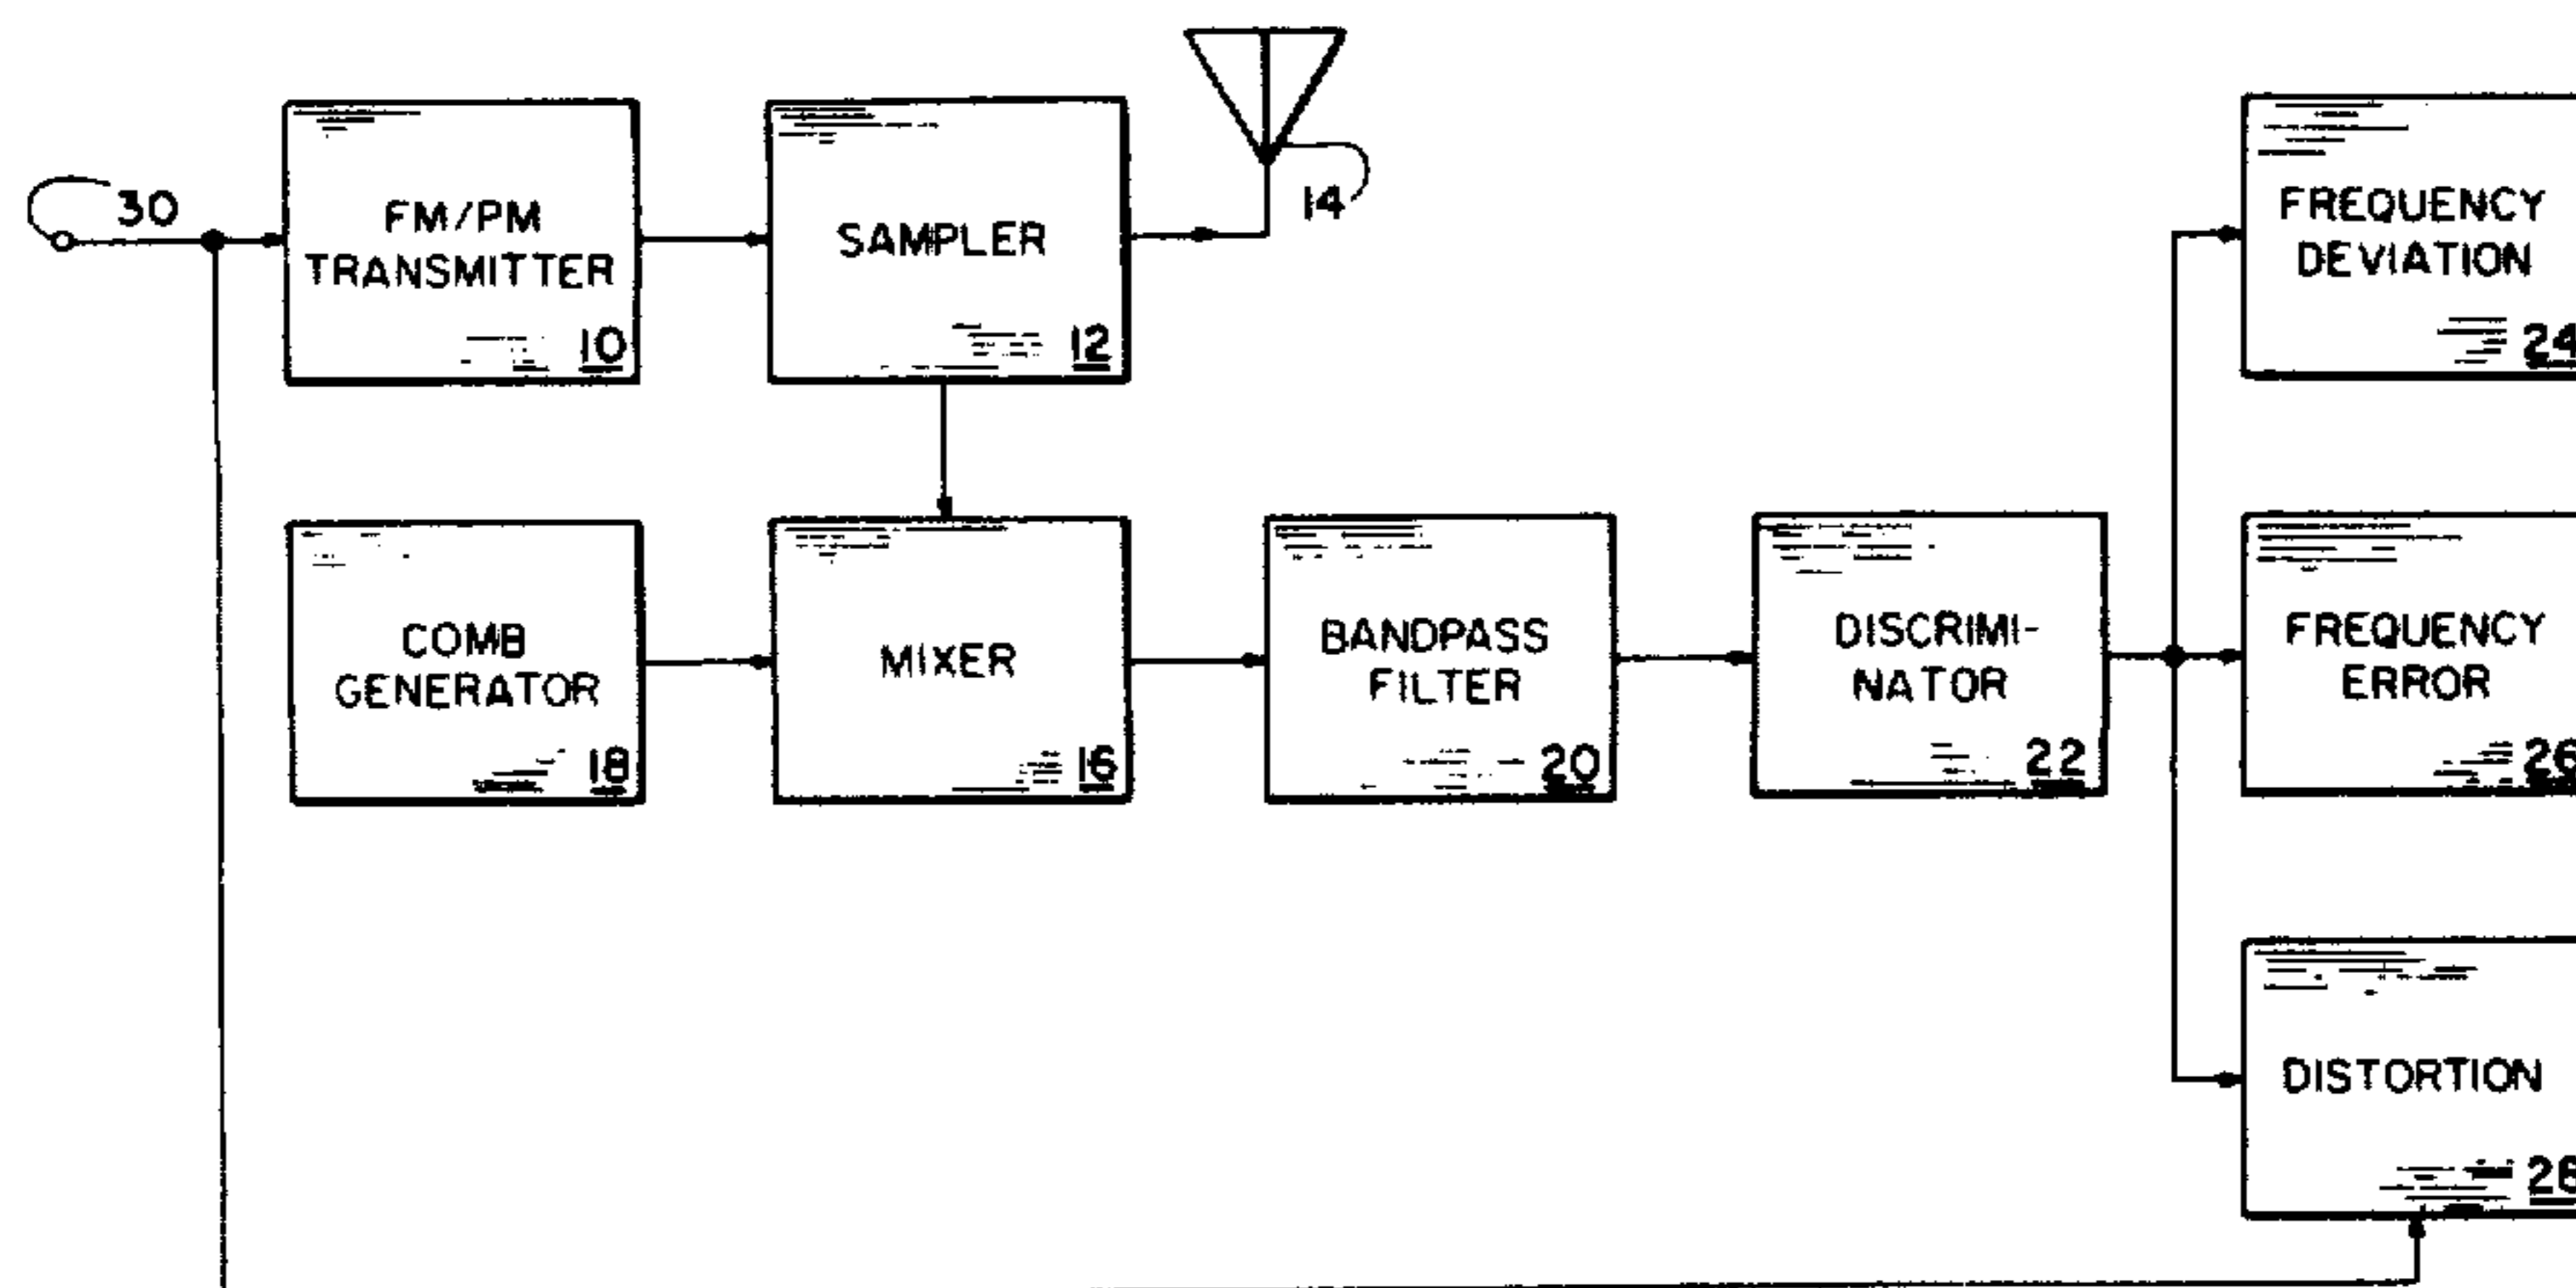 30
FM/PM
TRANSMITTER
10
SAMPLER
12
14
FREQUENCY
DEVIATION
24
COMB
GENERATOR
18
MIXER
16
BANDPASS
FILTER
20
DISCRIMI-
NATOR
22
FREQUENCY
ERROR
26
DISTORTION
28